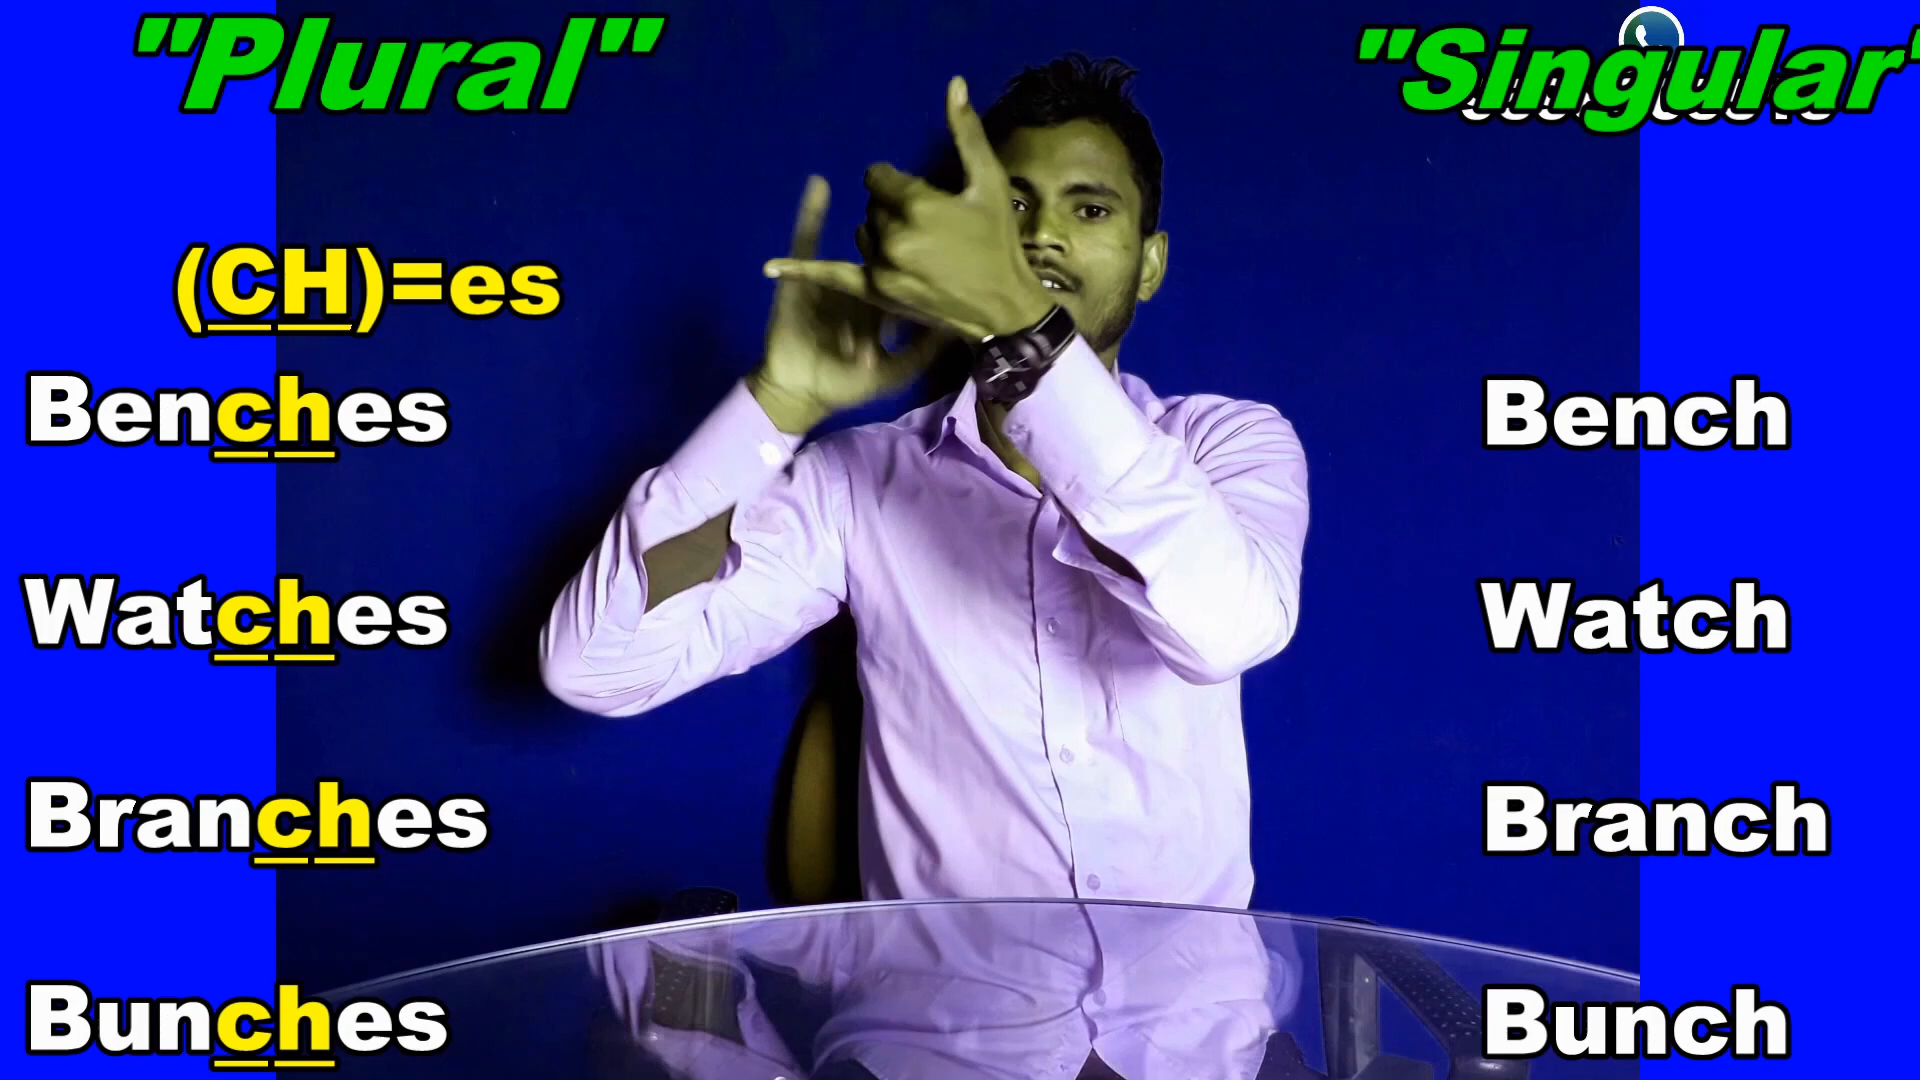 "Plural"
"Singular"
(CH)=es
Benches
Bench
Watches
Watch
Branches
Branch
Bunches
Bunch